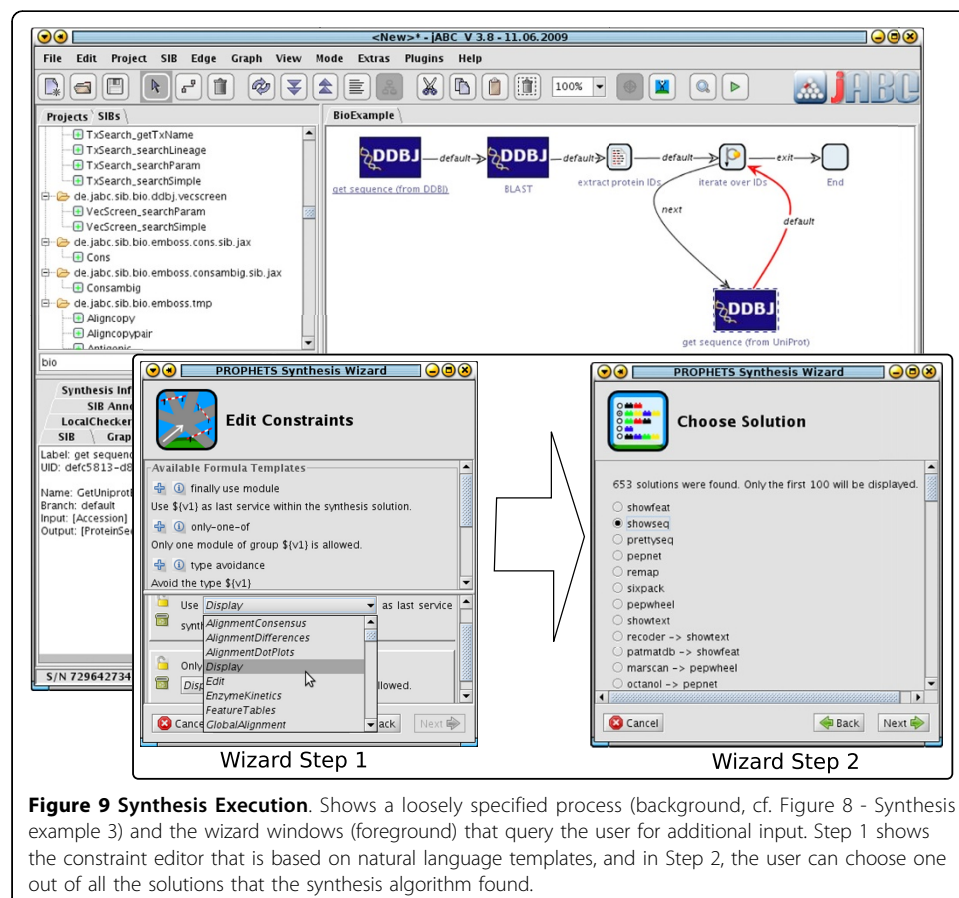 <New>* - jABC V 3.8 - 11.06.2009
File Edit Project SIB Edge Graph View Mode Extras Plugins Help
100%
jABC
Projects SIBs
BioExample
TxSearch_getTxName
TxSearch_searchLineage
TxSearch_searchParam
TxSearch_searchSimple
de.jabc.sib.bio.ddbj.vecscreen
VecScreen_searchParam
VecScreen_searchSimple
de.jabc.sib.bio.emboss.cons.sib.jax
Cons
de.jabc.sib.bio.emboss.consambig.sib.jax
Consambig
de.jabc.sib.bio.emboss.tmp
Aligncopy
Aligncopypair
Antigenic
DDBJ default DDBJ default default exit
get sequence (from DDBJ) BLAST extract protein IDs iterate over IDs End
next
default
DDBJ
get sequence (from UniProt)
bio
Synthesis Inf
SIB Anno
LocalChecker
SIB Grap
Label: get sequenc
UID: defc5813-d8
Name: GetUniprot
Branch: default
Input: [Accession]
Output: [ProteinSe
S/N 729642734
PROPHETS Synthesis Wizard
Edit Constraints
Available Formula Templates
finally use module
Use ${v1} as last service within the synthesis solution.
only-one-of
Only one module of group ${v1} is allowed.
type avoidance
Avoid the type ${v1}
Use Display as last service
synt
AlignmentConsensus
AlignmentDifferences
AlignmentDotPlots
Only Display
Edit
Disp EnzymeKinetics llowed.
FeatureTables
GlobalAlignment
Cance ack Next
Wizard Step 1
PROPHETS Synthesis Wizard
Choose Solution
653 solutions were found. Only the first 100 will be displayed.
showfeat
showseq
prettyseq
pepnet
remap
sixpack
pepwheel
showtext
recoder -> showtext
patmatdb -> showfeat
marscan -> pepwheel
octanol -> pepnet
Cancel Back Next
Wizard Step 2
Figure 9 Synthesis Execution. Shows a loosely specified process (background, cf. Figure 8 - Synthesis
example 3) and the wizard windows (foreground) that query the user for additional input. Step 1 shows
the constraint editor that is based on natural language templates, and in Step 2, the user can choose one
out of all the solutions that the synthesis algorithm found.